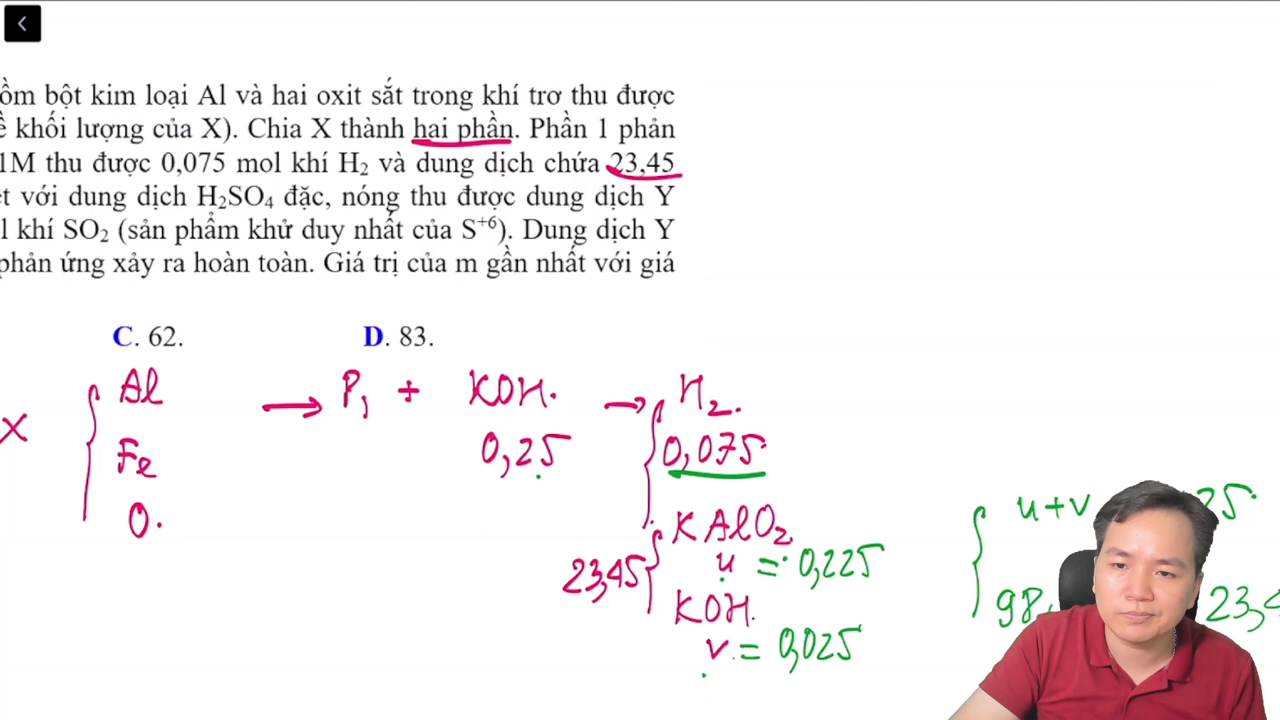 ồm bột kim loại Al và hai oxit sắt trong khí trơ thu được
ề khối lượng của X). Chia X thành hai phần. Phần 1 phản
1M thu được 0,075 mol khí H₂ và dung dịch chứa 23,45
ết với dung dịch H₂SO₄ đặc, nóng thu được dung dịch Y
l khí SO₂ (sản phẩm khử duy nhất của S⁺⁶). Dung dịch Y
phản ứng xảy ra hoàn toàn. Giá trị của m gần nhất với giá
C. 62. D. 83.
X { Al → P₁ + KOH. → { H₂.
Fe 0,25 0,075
O. KAlO₂
23,45 { u = 0,225
KOH.
v = 0,025
{ u+v 25
98, 23,4